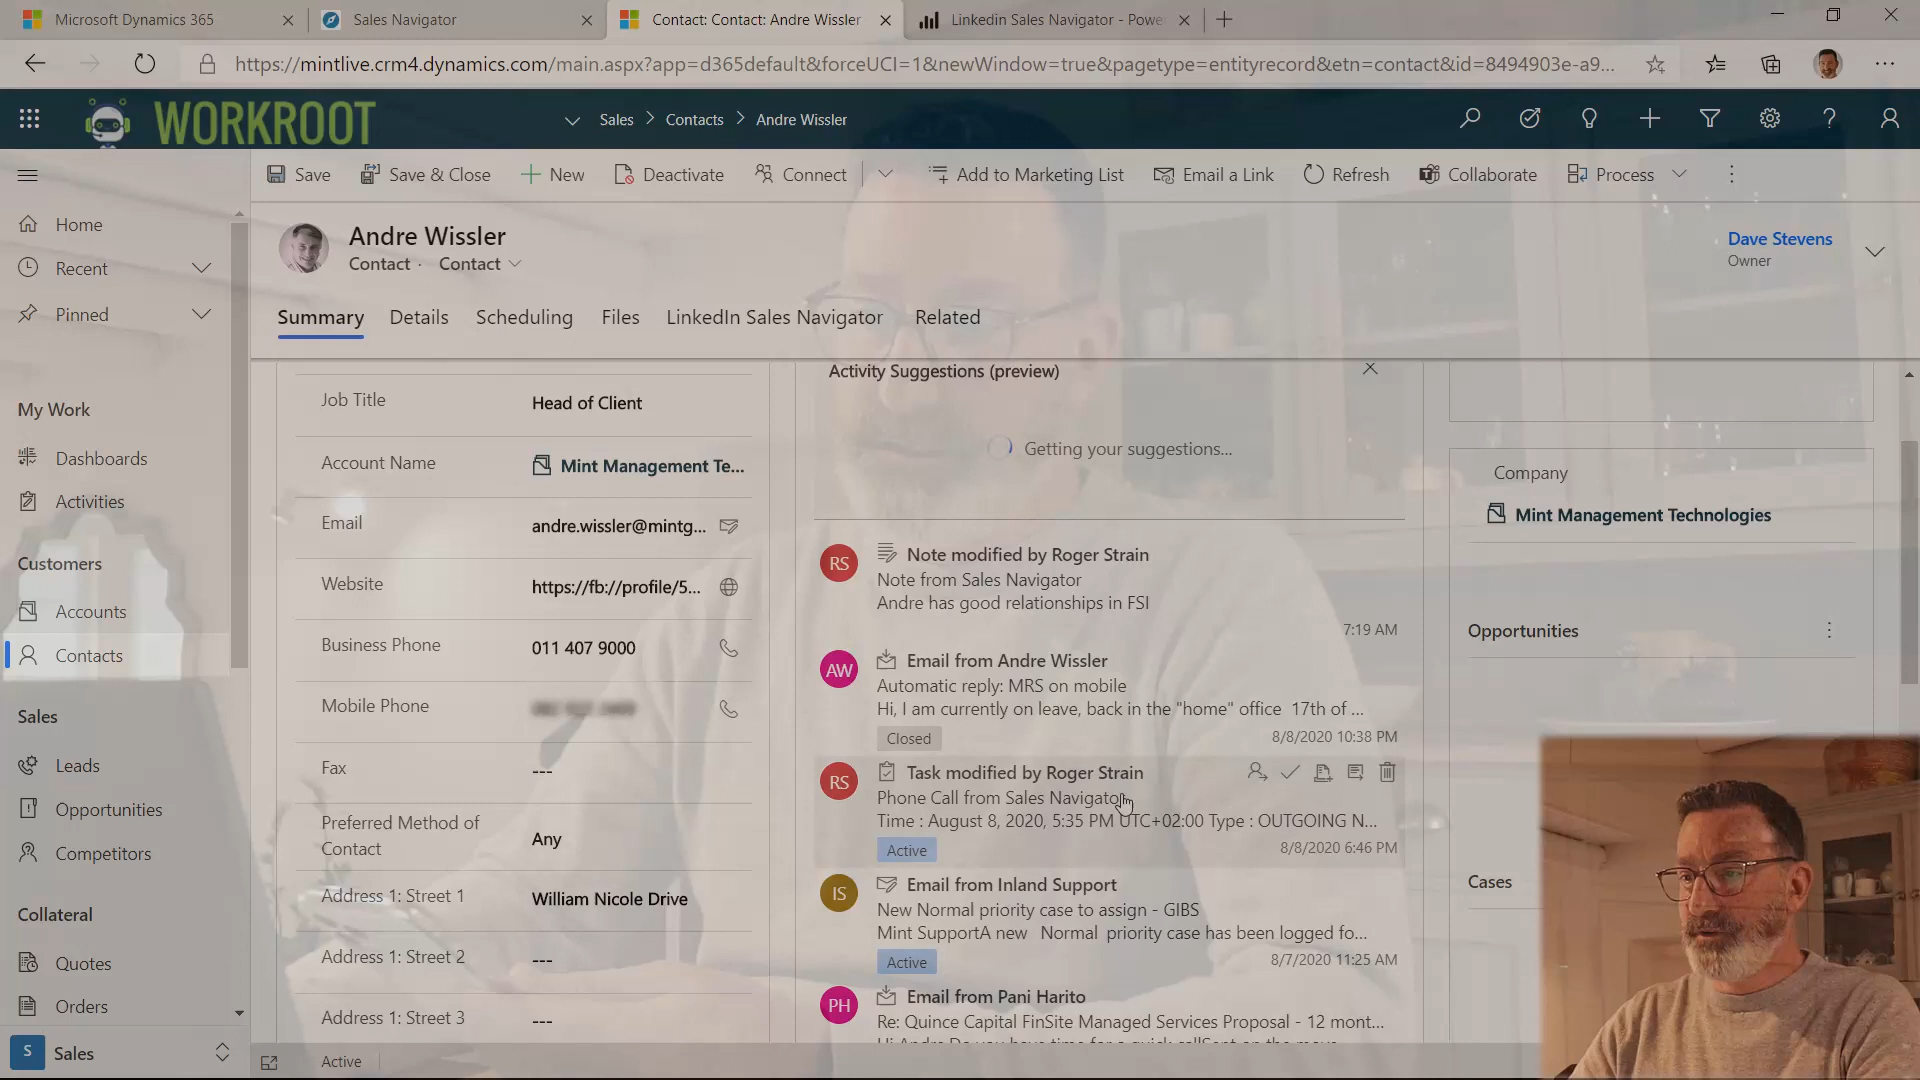 Microsoft Dynamics 365
Sales Navigator
Contact: Contact: Andre Wissler
Linkedin Sales Navigator - Powe
https://mintlive.crm4.dynamics.com/main.aspx?app=d365default&forceUCI=1&newWindow=true&pagetype=entityrecord&etn=contact&id=8494903e-a9...
WORKROOT
Sales > Contacts > Andre Wissler
Save
Save & Close
New
Deactivate
Connect
Add to Marketing List
Email a Link
Refresh
Collaborate
Process
Home
Recent
Pinned
My Work
Dashboards
Activities
Customers
Accounts
Contacts
Sales
Leads
Opportunities
Competitors
Collateral
Quotes
Orders
S Sales
Andre Wissler
Contact · Contact
Dave Stevens
Owner
Summary
Details
Scheduling
Files
LinkedIn Sales Navigator
Related
Job Title
Head of Client
Account Name
Mint Management Te...
Email
andre.wissler@mintg...
Website
https://fb://profile/5...
Business Phone
011 407 9000
Mobile Phone
Fax
---
Preferred Method of
Contact
Any
Address 1: Street 1
William Nicole Drive
Address 1: Street 2
---
Address 1: Street 3
---
Active
Activity Suggestions (preview)
Getting your suggestions...
RS
Note modified by Roger Strain
Note from Sales Navigator
Andre has good relationships in FSI
7:19 AM
AW
Email from Andre Wissler
Automatic reply: MRS on mobile
Hi, I am currently on leave, back in the "home" office 17th of ...
Closed
8/8/2020 10:38 PM
RS
Task modified by Roger Strain
Phone Call from Sales Navigator
Time : August 8, 2020, 5:35 PM UTC+02:00 Type : OUTGOING N...
Active
8/8/2020 6:46 PM
IS
Email from Inland Support
New Normal priority case to assign - GIBS
Mint SupportA new Normal priority case has been logged fo...
Active
8/7/2020 11:25 AM
PH
Email from Pani Harito
Re: Quince Capital FinSite Managed Services Proposal - 12 mont...
Company
Mint Management Technologies
Opportunities
Cases